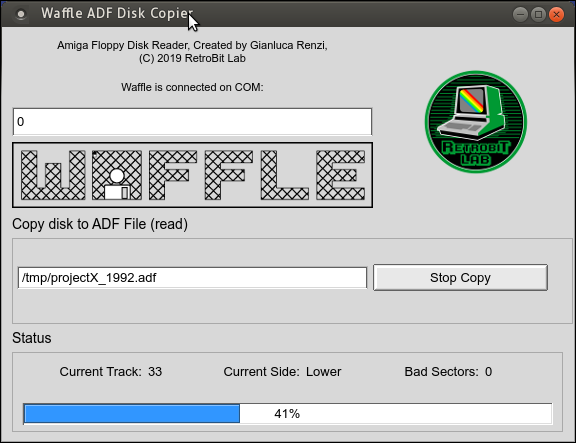 Waffle ADF Disk Copier
Amiga Floppy Disk Reader, Created by Gianluca Renzi,
(C) 2019 RetroBit Lab
Waffle is connected on COM:
0
RETROBIT
LAB
WAFFLE
Copy disk to ADF File (read)
/tmp/projectX_1992.adf
Stop Copy
Status
Current Track: 33 Current Side: Lower Bad Sectors: 0
41%